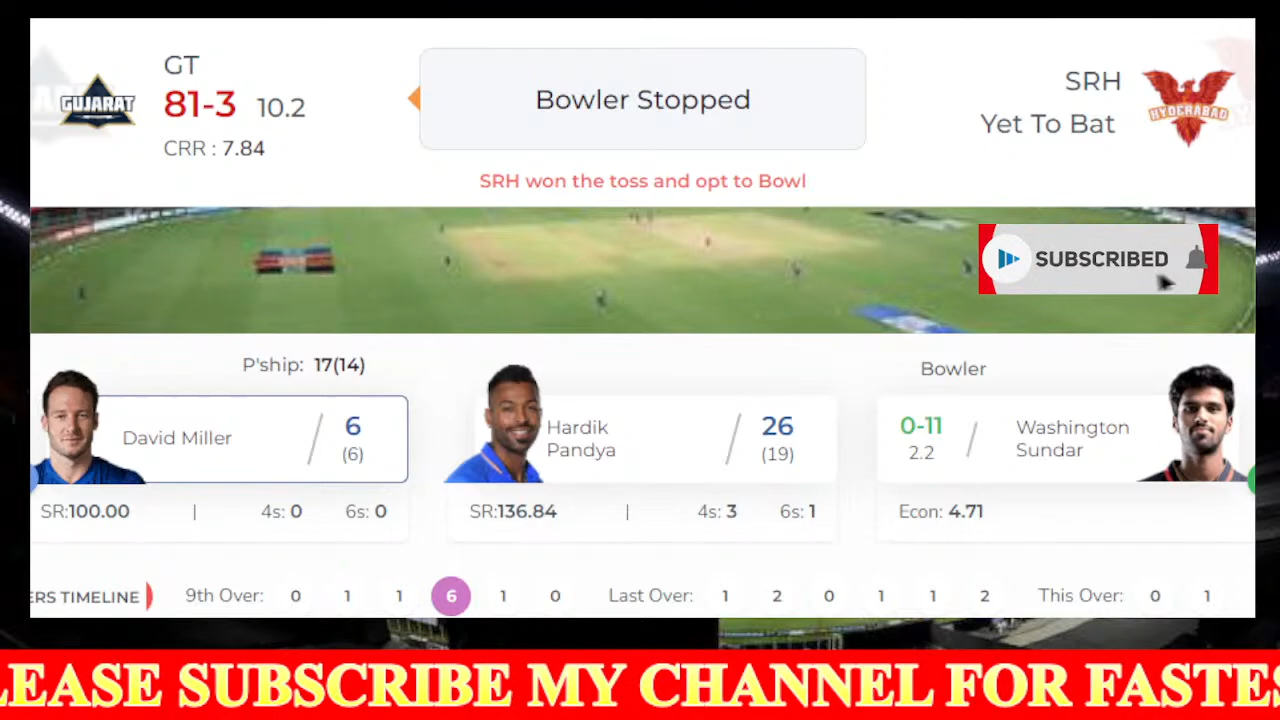 GT
81-3 10.2
CRR : 7.84
GUJARAT
Bowler Stopped
SRH won the toss and opt to Bowl
SRH
Yet To Bat
HYDERABAD
SUBSCRIBED
P'ship: 17(14)
David Miller / 6
(6)
SR:100.00 | 4s: 0 6s: 0
Hardik
Pandya / 26
(19)
SR:136.84 | 4s: 3 6s: 1
Bowler
0-11 / Washington
2.2 Sundar
Econ: 4.71
ERS TIMELINE 9th Over: 0 1 1 6 1 0 Last Over: 1 2 0 1 1 2 This Over: 0 1
LEASE SUBSCRIBE MY CHANNEL FOR FASTES